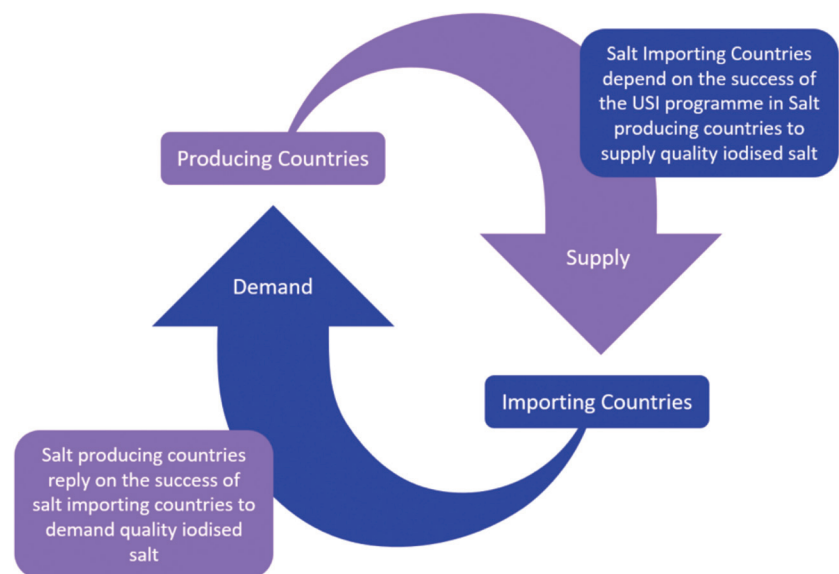 Salt Importing Countries
depend on the success of
the USI programme in Salt
producing countries to
supply quality iodised salt
Producing Countries
Supply
Demand
Importing Countries
Salt producing countries
reply on the success of
salt importing countries to
demand quality iodised
salt